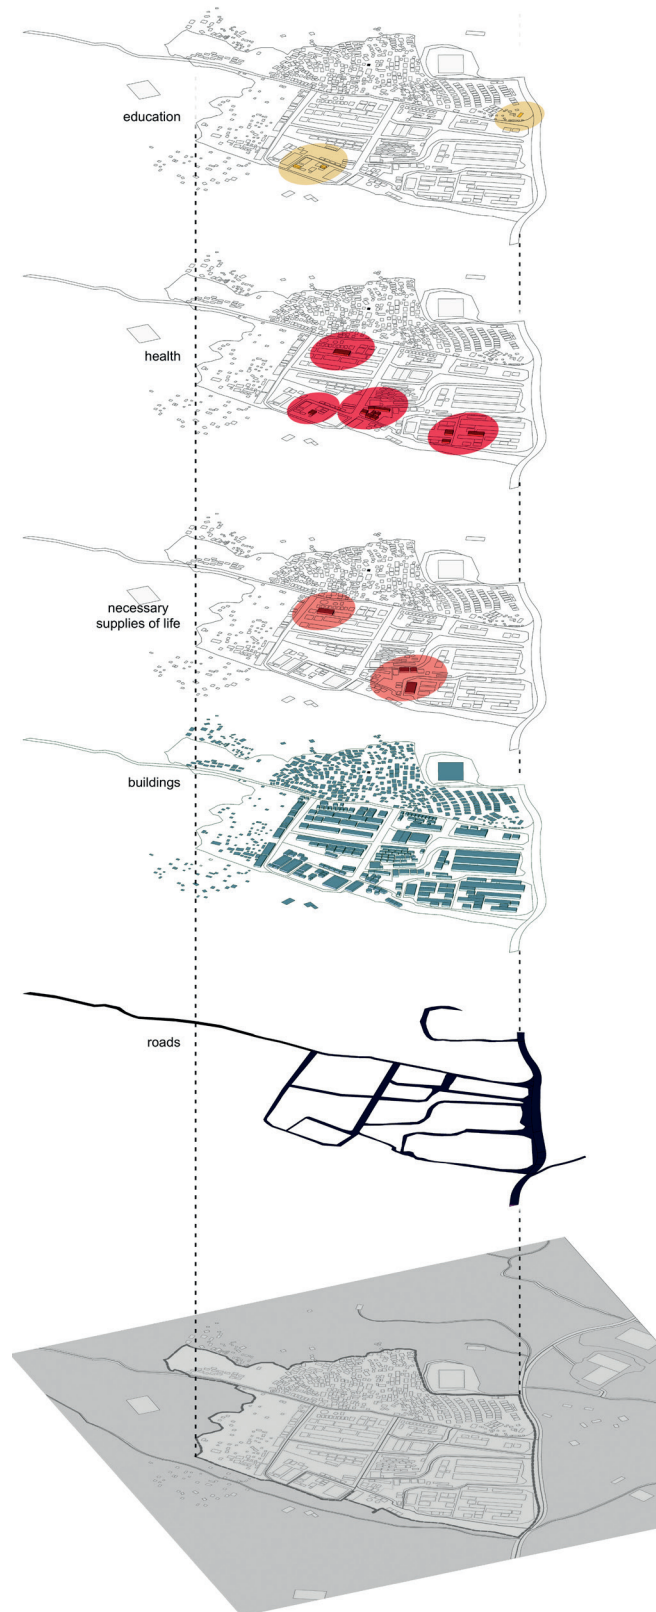 education
health
necessary
supplies of life
buildings
roads